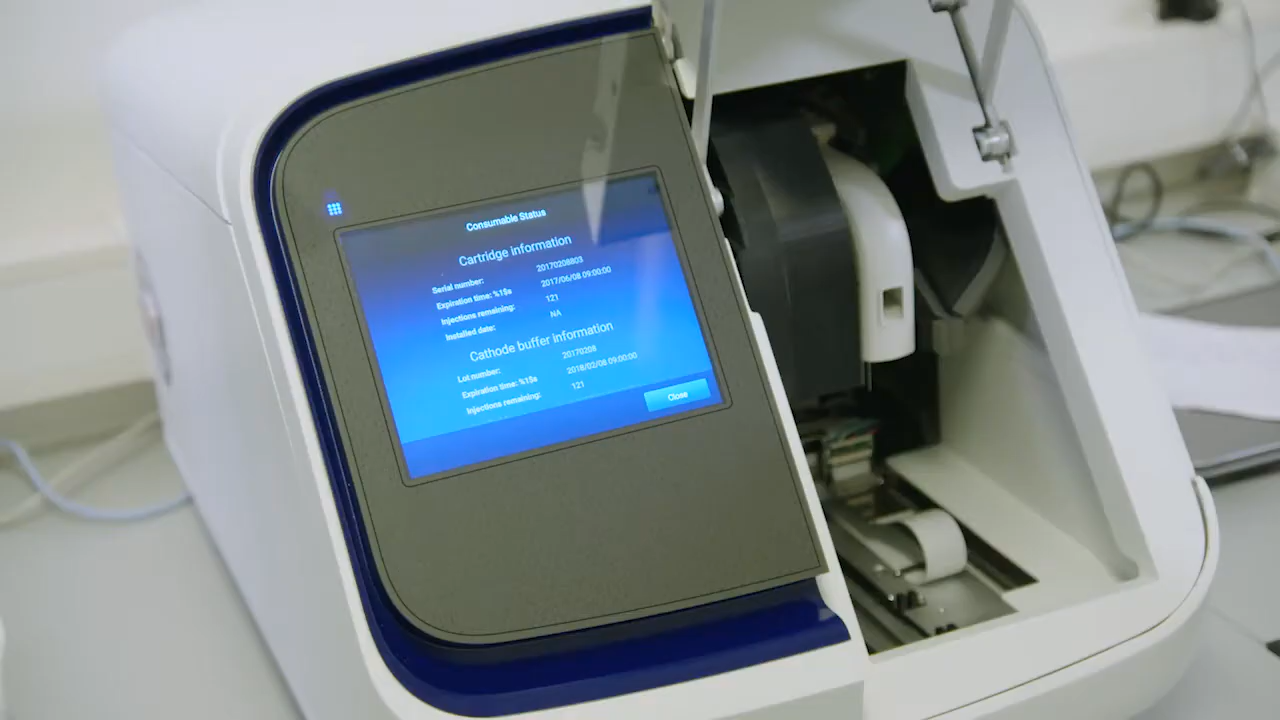 Consumable Status
Cartridge information
Serial number: 20170208803
Expiration time: %1$s 2017/06/08 09:00:00
Injections remaining: 121
Installed date: NA
Cathode buffer information
Lot number: 20170208
Expiration time: %1$s 2018/02/08 09:00:00
Injections remaining: 121
Close